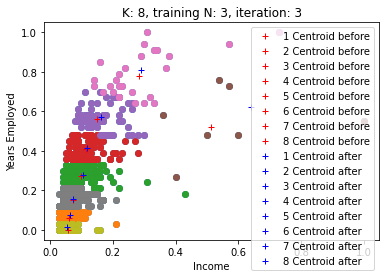 K: 8, training N: 3, iteration: 3
1.0
0.8
0.6
0.4
0.2
0.0
Years Employed
0.0
0.2
0.4
0.6
0.8
1.0
Income
1 Centroid before
2 Centroid before
3 Centroid before
4 Centroid before
5 Centroid before
6 Centroid before
7 Centroid before
8 Centroid before
1 Centroid after
2 Centroid after
3 Centroid after
4 Centroid after
5 Centroid after
6 Centroid after
7 Centroid after
8 Centroid after